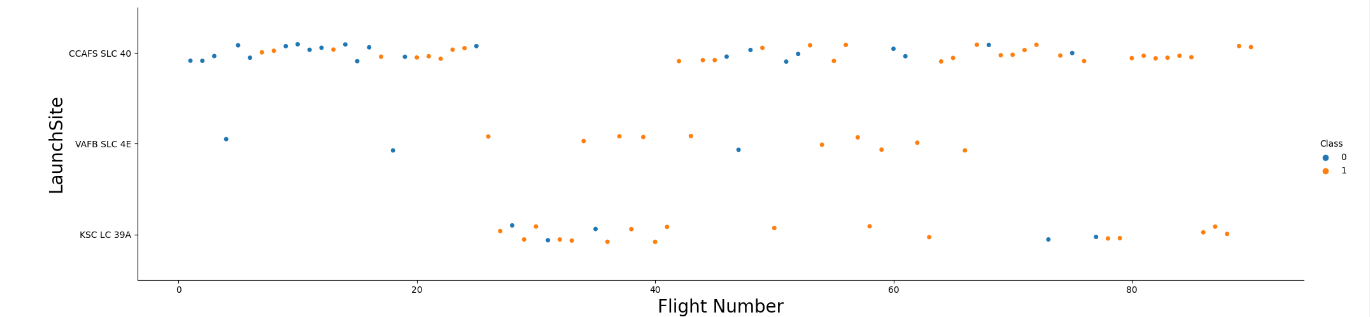 CCAFS SLC 40
VAFB SLC 4E
KSC LC 39A
LaunchSite
0 20 40 60 80
Flight Number
Class
0
1